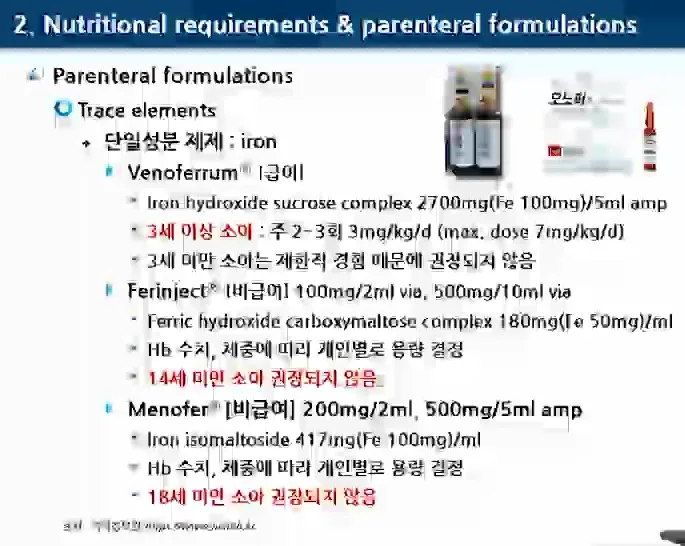 2. Nutritional requirements & parenteral formulations
Parenteral formulations
Trace elements
단일성분 제제 : iron
Venoferrum® [급여]
Iron hydroxide sucrose complex 2700mg(Fe 100mg)/5ml amp
3세 이상 소아 : 주 2-3회 3mg/kg/d (max. dose 7mg/kg/d)
3세 미만 소아는 제한적 경험 때문에 권장되지 않음
Ferinject® [비급여] 100mg/2ml via, 500mg/10ml via
Ferric hydroxide carboxymaltose complex 180mg(Fe 50mg)/ml
Hb 수치, 체중에 따라 개인별로 용량 결정
14세 미만 소아 권장되지 않음
Menofer® [비급여] 200mg/2ml, 500mg/5ml amp
Iron isomaltoside 417mg(Fe 100mg)/ml
Hb 수치, 체중에 따라 개인별로 용량 결정
18세 미만 소아 권장되지 않음
모노퍼